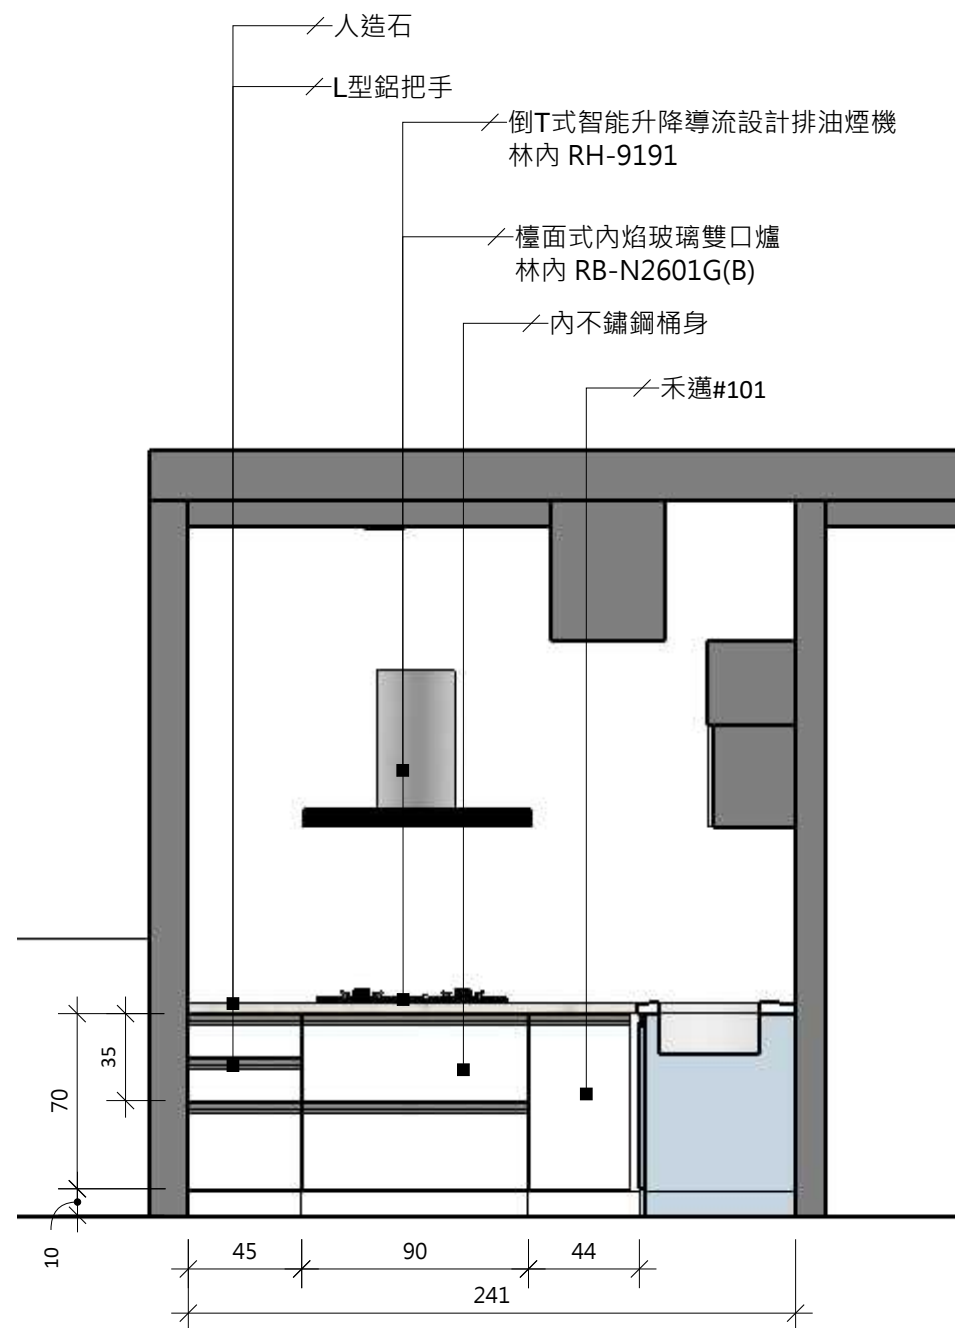 人造石
L型鋁把手
倒T式智能升降導流設計排油煙機
林內 RH-9191
檯面式內焰玻璃雙口爐
林內 RB-N2601G(B)
內不鏽鋼桶身
禾邁#101
35
70
10
45
90
44
241